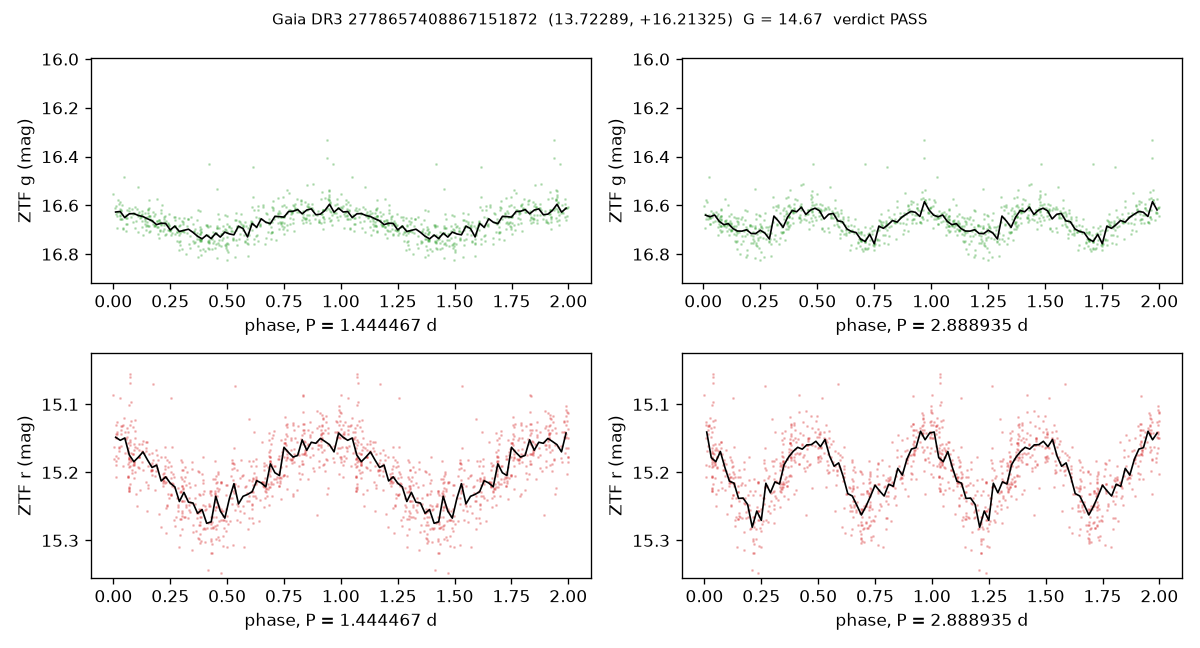 Gaia DR3 2778657408867151872 (13.72289, +16.21325) G = 14.67 verdict PASS
ZTF g (mag)
16.0
16.2
16.4
16.6
16.8
0.00 0.25 0.50 0.75 1.00 1.25 1.50 1.75 2.00
phase, P = 1.444467 d
ZTF g (mag)
16.0
16.2
16.4
16.6
16.8
0.00 0.25 0.50 0.75 1.00 1.25 1.50 1.75 2.00
phase, P = 2.888935 d
ZTF r (mag)
15.1
15.2
15.3
0.00 0.25 0.50 0.75 1.00 1.25 1.50 1.75 2.00
phase, P = 1.444467 d
ZTF r (mag)
15.1
15.2
15.3
0.00 0.25 0.50 0.75 1.00 1.25 1.50 1.75 2.00
phase, P = 2.888935 d